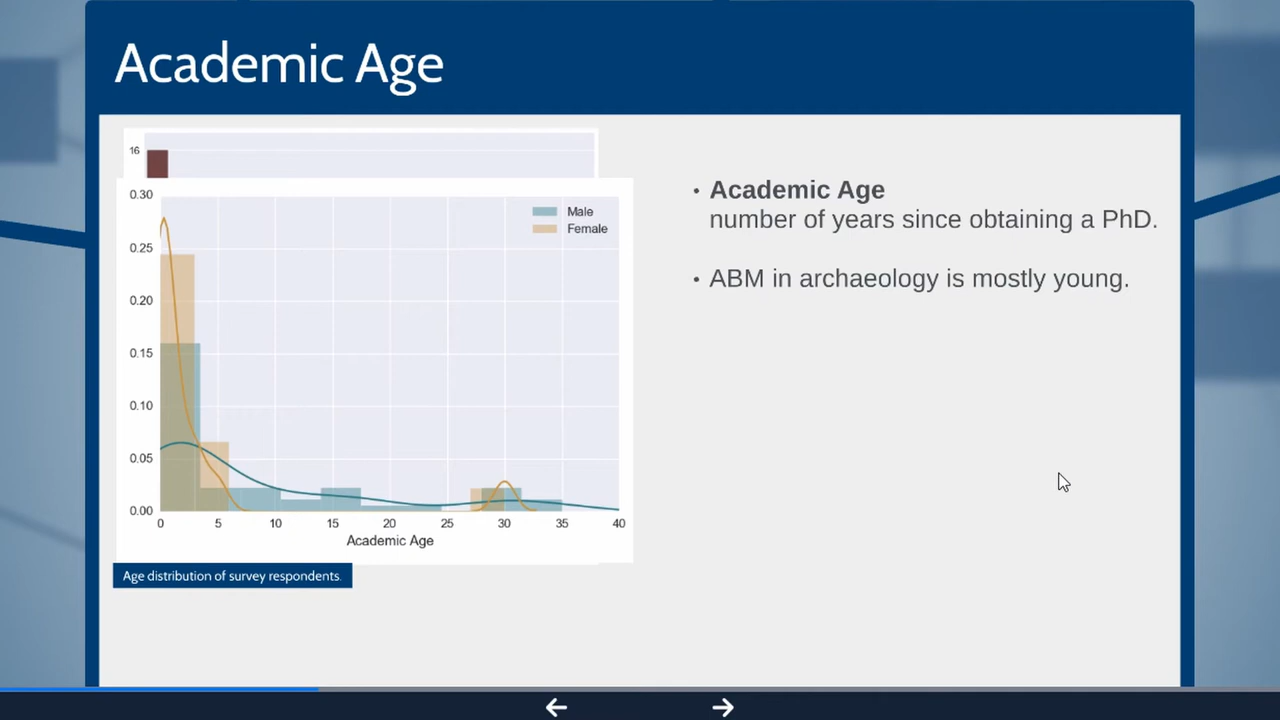 Academic Age
16
0.30
Male
Female
0.25
0.20
0.15
0.10
0.05
0.00
0 5 10 15 20 25 30 35 40
Academic Age
Age distribution of survey respondents.
• Academic Age
number of years since obtaining a PhD.
• ABM in archaeology is mostly young.